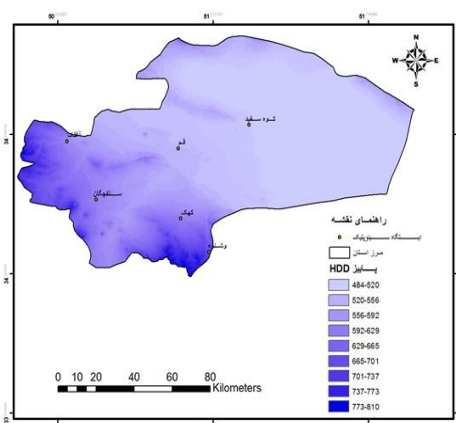 50 51 51
N
W E
S
34
کوه سفید
قم
سلفچگان
کهک
وشنوه
34
راهنمای نقشه
ایستگاه سینوپتیک
مرز استان
HDD پاییز
484-520
520-556
556-592
592-629
629-665
665-701
701-737
737-773
773-810
0 10 20 40 60 80
Kilometers
33